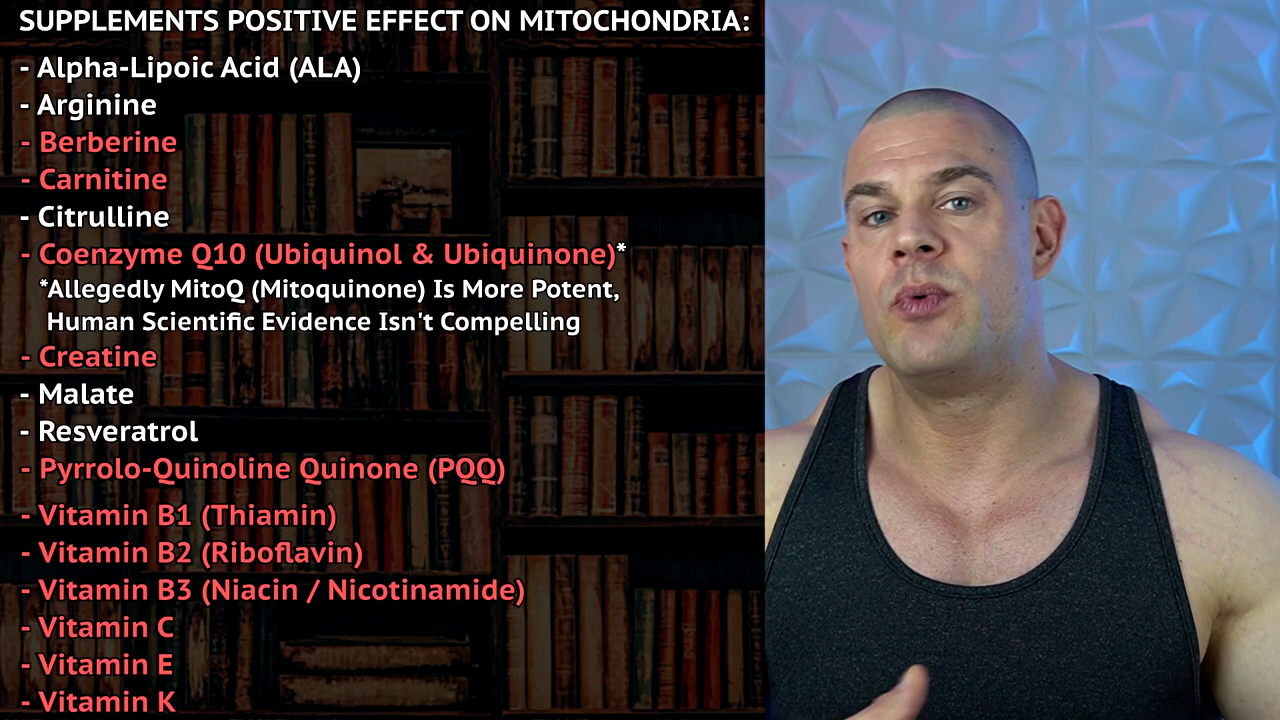 SUPPLEMENTS POSITIVE EFFECT ON MITOCHONDRIA:
- Alpha-Lipoic Acid (ALA)
- Arginine
- Berberine
- Carnitine
- Citrulline
- Coenzyme Q10 (Ubiquinol & Ubiquinone)*
*Allegedly MitoQ (Mitoquinone) Is More Potent,
Human Scientific Evidence Isn't Compelling
- Creatine
- Malate
- Resveratrol
- Pyrrolo-Quinoline Quinone (PQQ)
- Vitamin B1 (Thiamin)
- Vitamin B2 (Riboflavin)
- Vitamin B3 (Niacin / Nicotinamide)
- Vitamin C
- Vitamin E
- Vitamin K